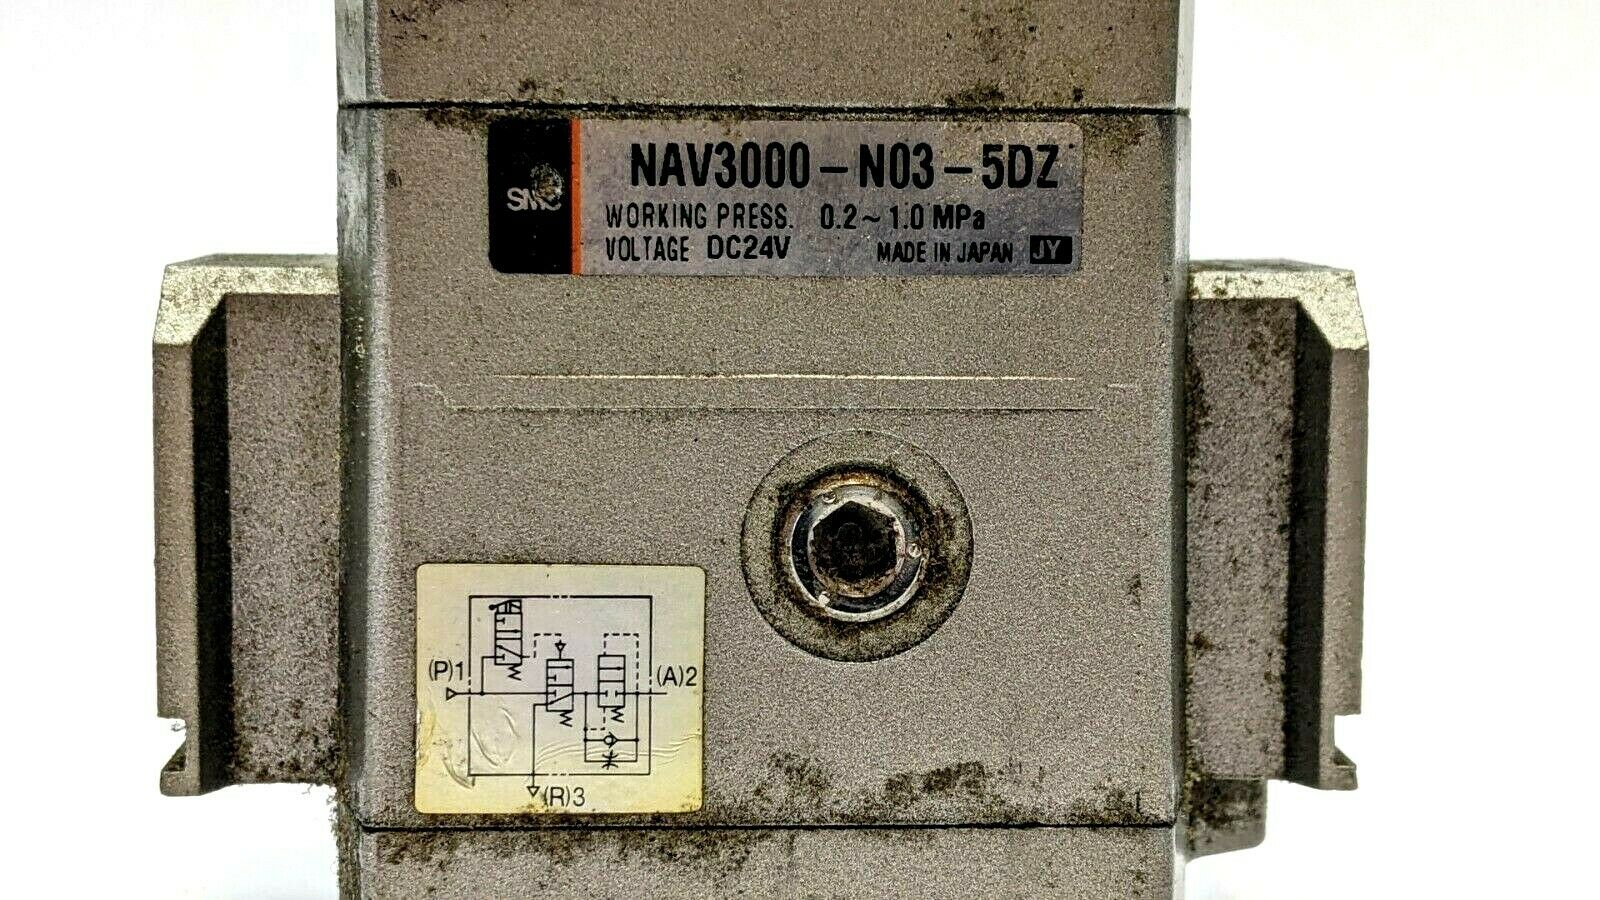 NAV3000-N03-5DZ
SMC
WORKING PRESS. 0.2~1.0 MPa
VOLTAGE DC24V MADE IN JAPAN JY
(P)1
(A)2
(R)3